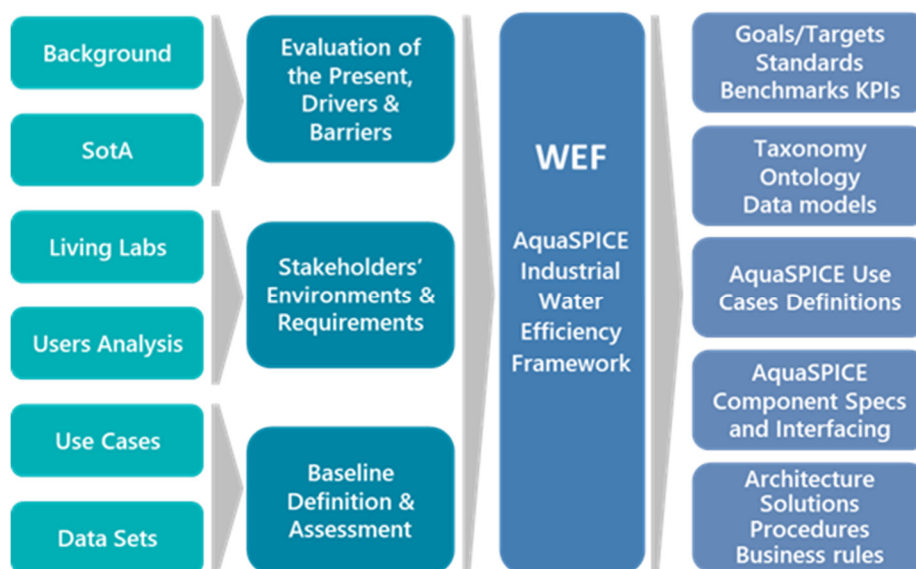 Background
SotA
Living Labs
Users Analysis
Use Cases
Data Sets
Evaluation of
the Present,
Drivers &
Barriers
Stakeholders’
Environments &
Requirements
Baseline
Definition &
Assessment
WEF
AquaSPICE
Industrial
Water
Efficiency
Framework
Goals/Targets
Standards
Benchmarks KPIs
Taxonomy
Ontology
Data models
AquaSPICE Use
Cases Definitions
AquaSPICE
Component Specs
and Interfacing
Architecture
Solutions
Procedures
Business rules